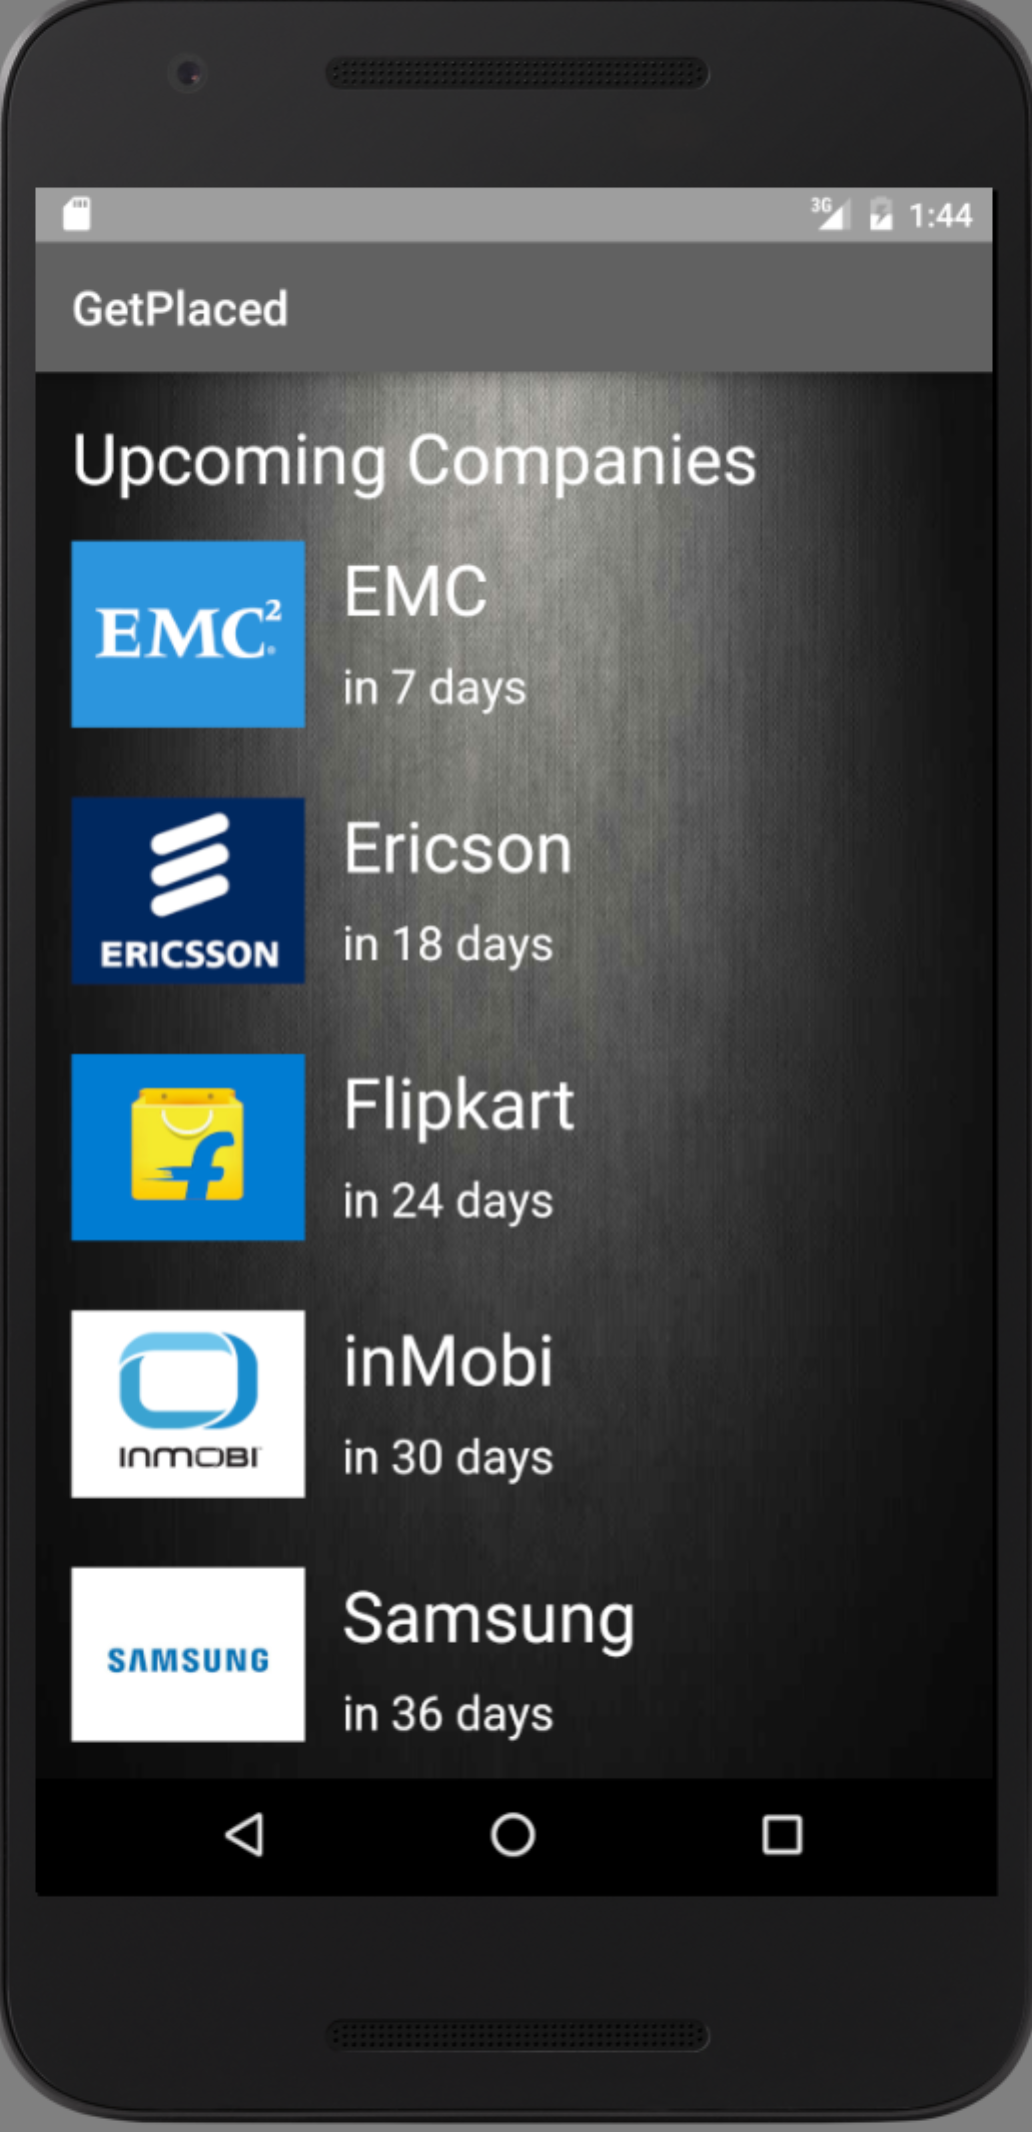 3G 1:44
GetPlaced
Upcoming Companies
EMC²
EMC
in 7 days
ERICSSON
Ericson
in 18 days
f
Flipkart
in 24 days
INMOBI
inMobi
in 30 days
SAMSUNG
Samsung
in 36 days